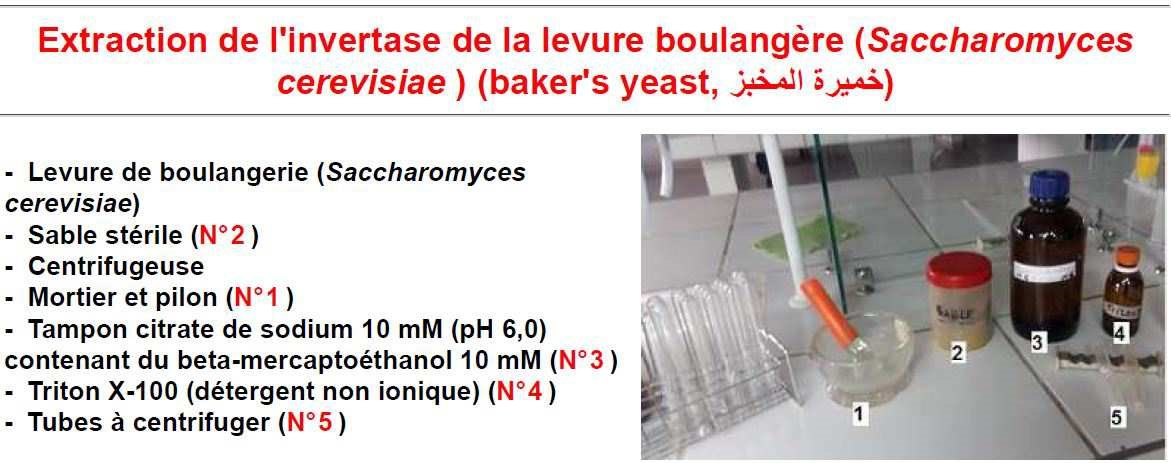 Extraction de l'invertase de la levure boulangère (Saccharomyces
cerevisiae ) (baker's yeast, خميرة المخبز)
- Levure de boulangerie (Saccharomyces
cerevisiae)
- Sable stérile (N°2 )
- Centrifugeuse
- Mortier et pilon (N°1 )
- Tampon citrate de sodium 10 mM (pH 6,0)
contenant du beta-mercaptoéthanol 10 mM (N°3 )
- Triton X-100 (détergent non ionique) (N°4 )
- Tubes à centrifuger (N°5 )
SABLE
1
2
3
4
5